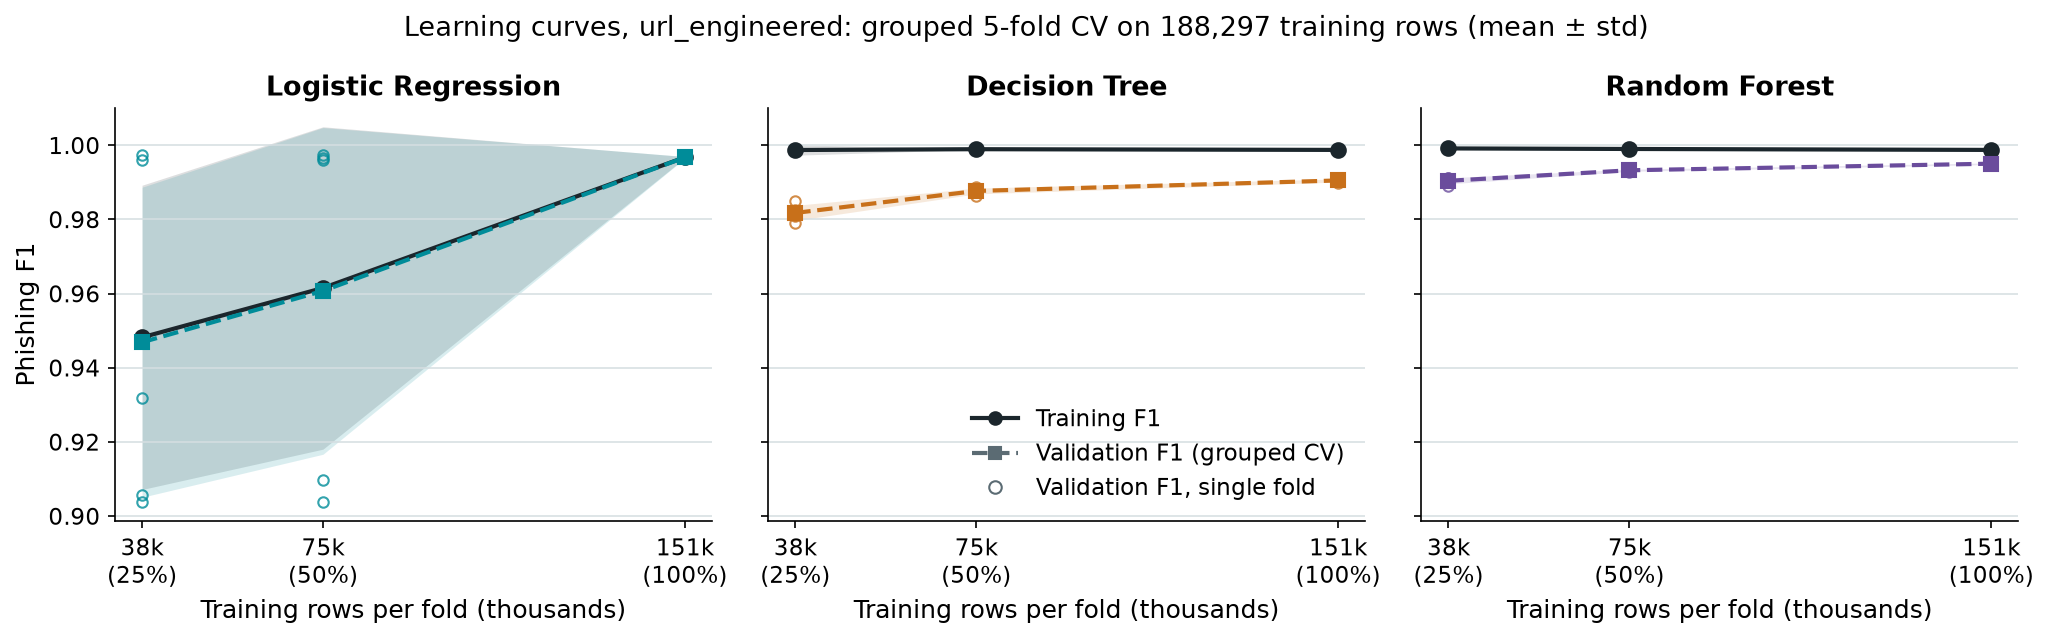 Learning curves, url_engineered: grouped 5-fold CV on 188,297 training rows (mean ± std)
Logistic Regression
Decision Tree
Random Forest
Phishing F1
1.00
0.98
0.96
0.94
0.92
0.90
38k
(25%)
75k
(50%)
151k
(100%)
Training rows per fold (thousands)
Training F1
Validation F1 (grouped CV)
Validation F1, single fold
38k
(25%)
75k
(50%)
151k
(100%)
Training rows per fold (thousands)
38k
(25%)
75k
(50%)
151k
(100%)
Training rows per fold (thousands)